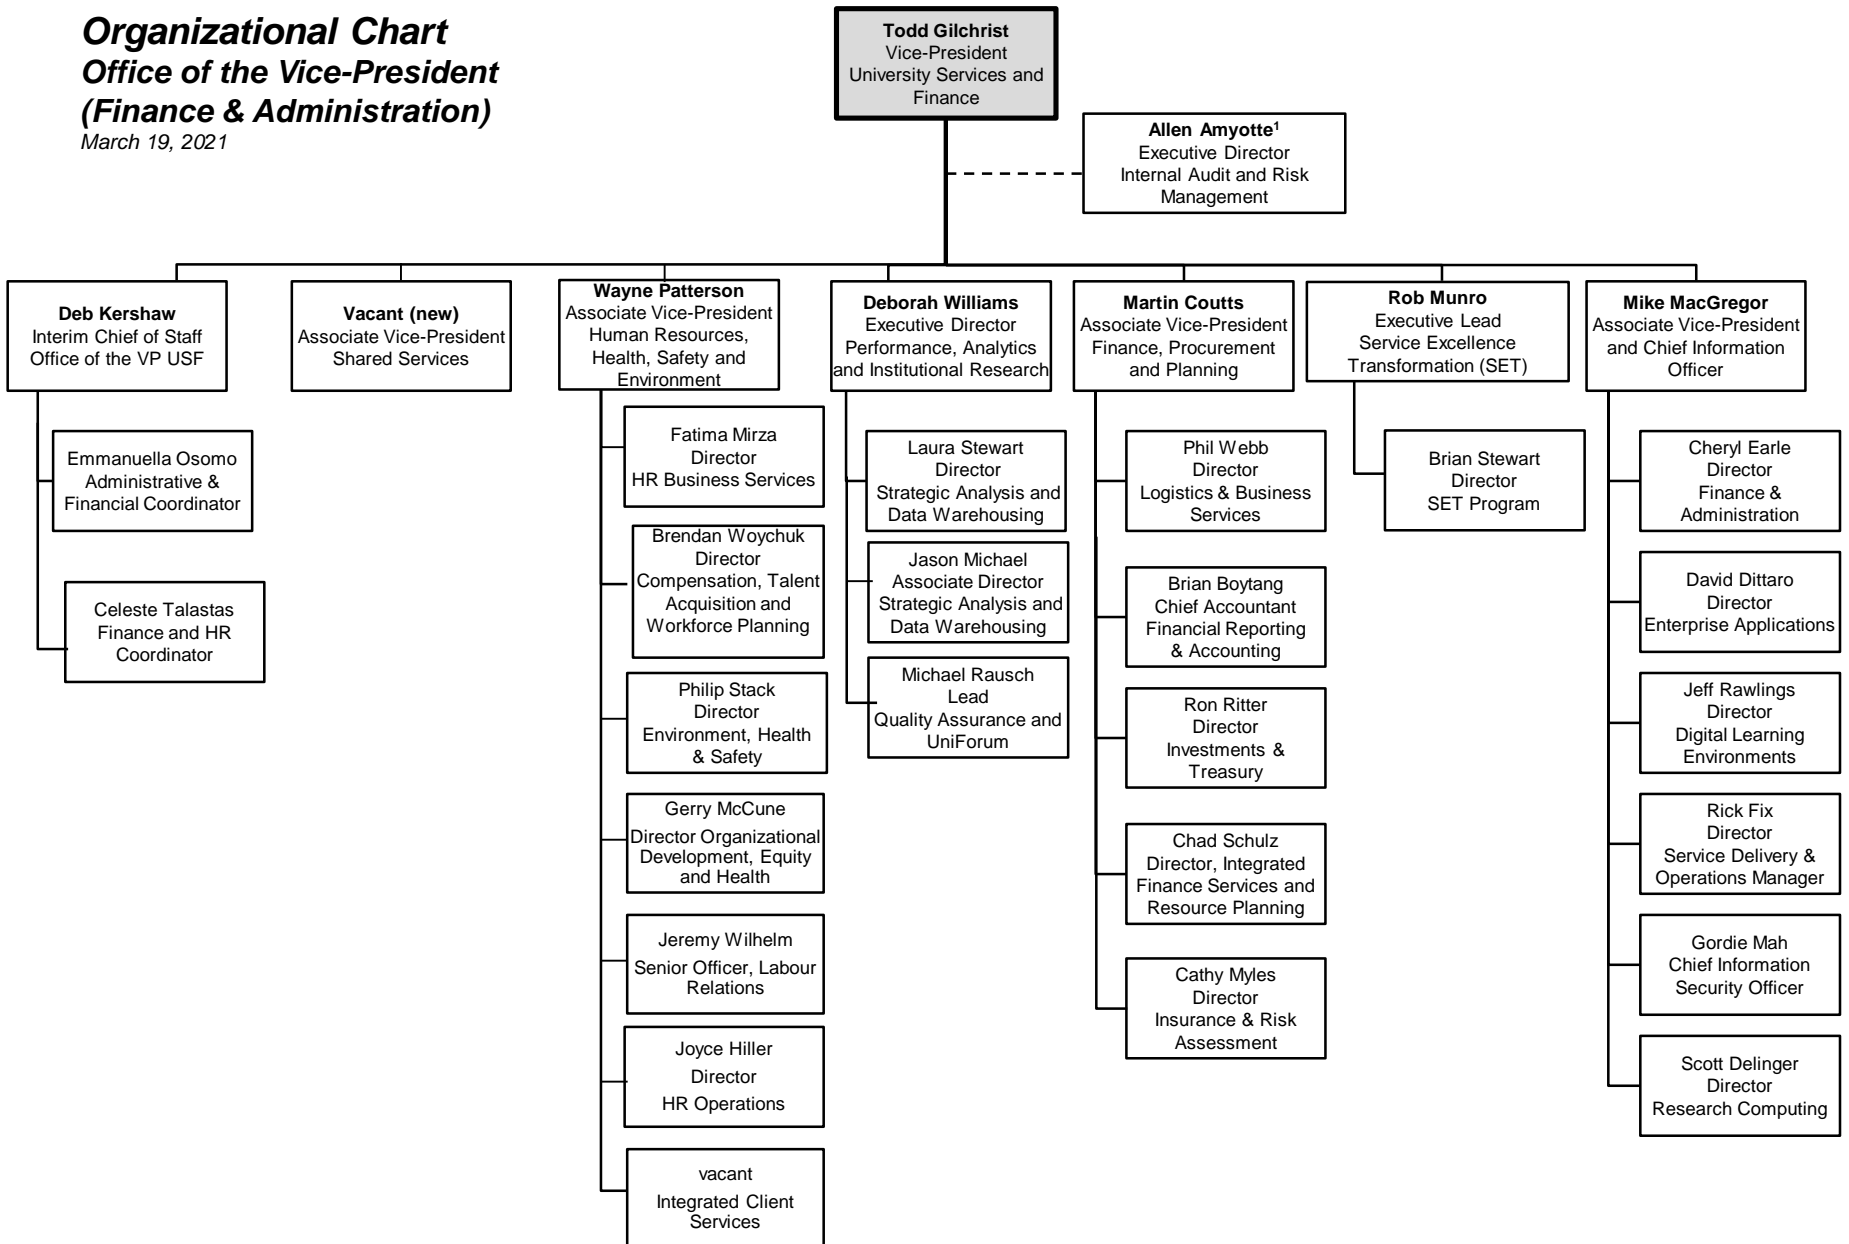 Organizational Chart
Office of the Vice-President
(Finance & Administration)
March 19, 2021
Todd Gilchrist
Vice-President
University Services and
Finance
Allen Amyotte¹
Executive Director
Internal Audit and Risk
Management
Deb Kershaw
Interim Chief of Staff
Office of the VP USF
Vacant (new)
Associate Vice-President
Shared Services
Wayne Patterson
Associate Vice-President
Human Resources,
Health, Safety and
Environment
Deborah Williams
Executive Director
Performance, Analytics
and Institutional Research
Martin Coutts
Associate Vice-President
Finance, Procurement
and Planning
Rob Munro
Executive Lead
Service Excellence
Transformation (SET)
Mike MacGregor
Associate Vice-President
and Chief Information
Officer
Emmanuella Osomo
Administrative &
Financial Coordinator
Celeste Talastas
Finance and HR
Coordinator
Fatima Mirza
Director
HR Business Services
Brendan Woychuk
Director
Compensation, Talent
Acquisition and
Workforce Planning
Philip Stack
Director
Environment, Health
& Safety
Gerry McCune
Director Organizational
Development, Equity
and Health
Jeremy Wilhelm
Senior Officer, Labour
Relations
Joyce Hiller
Director
HR Operations
vacant
Integrated Client
Services
Laura Stewart
Director
Strategic Analysis and
Data Warehousing
Jason Michael
Associate Director
Strategic Analysis and
Data Warehousing
Michael Rausch
Lead
Quality Assurance and
UniForum
Phil Webb
Director
Logistics & Business
Services
Brian Boytang
Chief Accountant
Financial Reporting
& Accounting
Ron Ritter
Director
Investments &
Treasury
Chad Schulz
Director, Integrated
Finance Services and
Resource Planning
Cathy Myles
Director
Insurance & Risk
Assessment
Brian Stewart
Director
SET Program
Cheryl Earle
Director
Finance &
Administration
David Dittaro
Director
Enterprise Applications
Jeff Rawlings
Director
Digital Learning
Environments
Rick Fix
Director
Service Delivery &
Operations Manager
Gordie Mah
Chief Information
Security Officer
Scott Delinger
Director
Research Computing